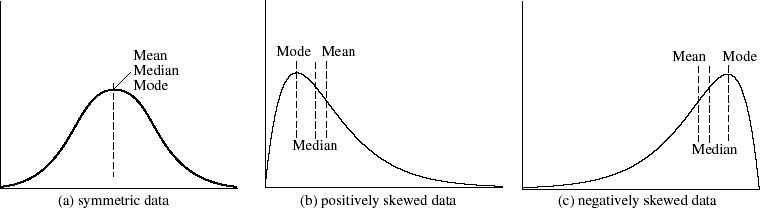 Mean
Median
Mode
(a) symmetric data
Mode Mean
Median
(b) positively skewed data
Mean Mode
Median
(c) negatively skewed data